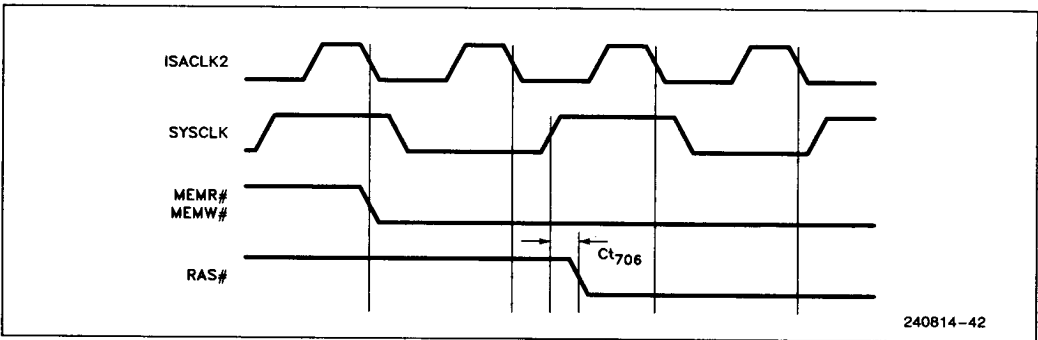 ISACLK2
SYSCLK
MEMR#
MEMW#
Ct706
RAS#
240814-42